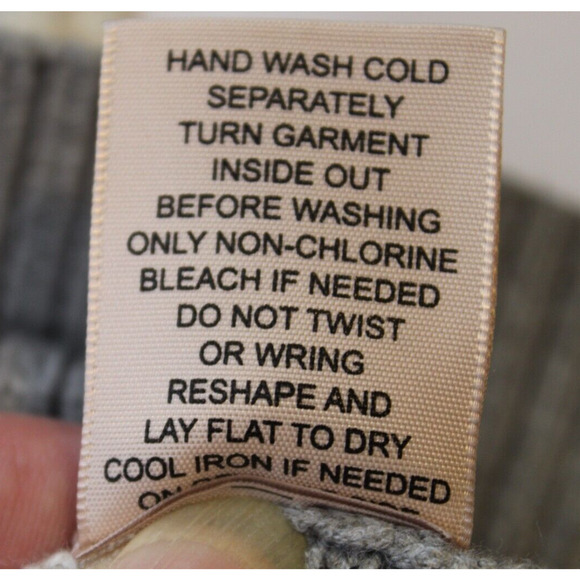 HAND WASH COLD
SEPARATELY
TURN GARMENT
INSIDE OUT
BEFORE WASHING
ONLY NON-CHLORINE
BLEACH IF NEEDED
DO NOT TWIST
OR WRING
RESHAPE AND
LAY FLAT TO DRY
COOL IRON IF NEEDED
ON